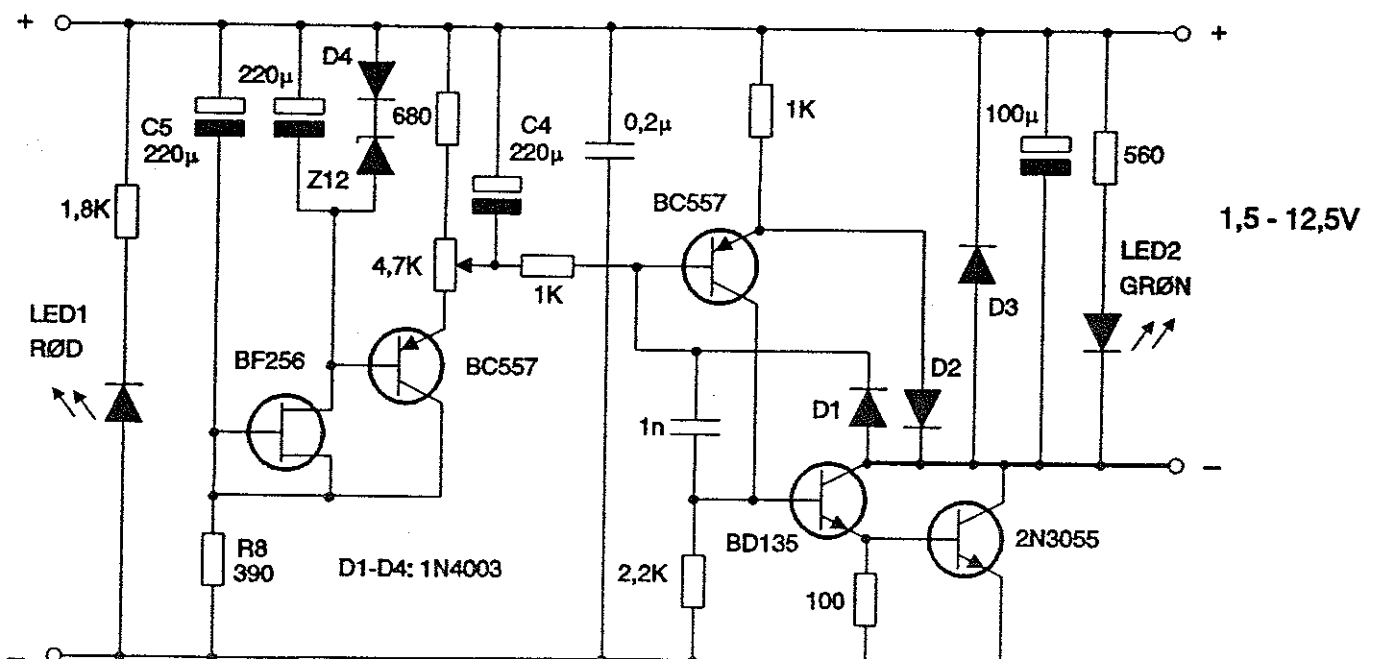 +
+
D4
220µ
C5
220µ
680
C4
220µ
0,2µ
1K
100µ
560
Z12
1,8K
BC557
1,5 - 12,5V
4,7K
1K
LED2
GRØN
D3
LED1
RØD
BF256
BC557
D2
D1
1n
–
BD135
2N3055
R8
390
D1-D4: 1N4003
2,2K
100
–